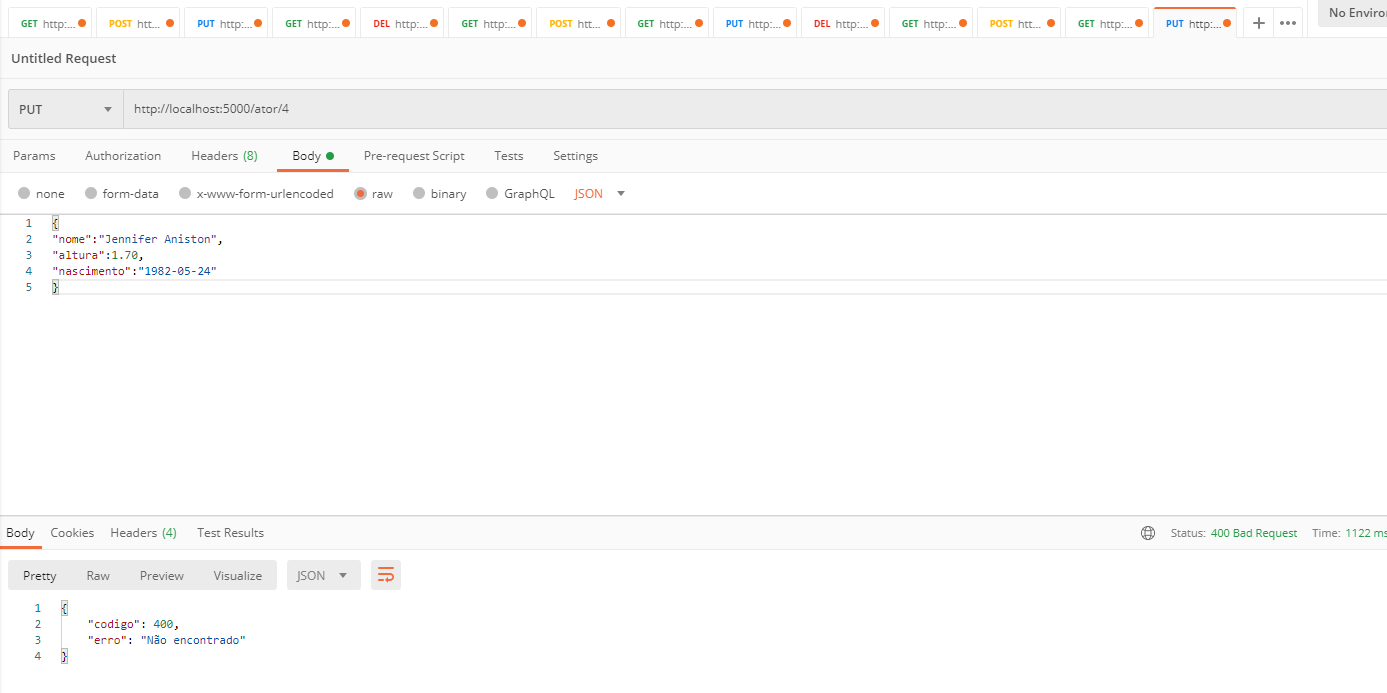 GET http:... POST htt... PUT http:... GET http:... DEL http:... GET http:... POST htt... GET http:... PUT http:... DEL http:... GET http:... POST htt... GET http:... PUT http:... + ••• No Enviro
Untitled Request
PUT http://localhost:5000/ator/4
Params Authorization Headers (8) Body Pre-request Script Tests Settings
none form-data x-www-form-urlencoded raw binary GraphQL JSON
1 {
2 "nome":"Jennifer Aniston",
3 "altura":1.70,
4 "nascimento":"1982-05-24"
5 }
Body Cookies Headers (4) Test Results Status: 400 Bad Request Time: 1122 ms
Pretty Raw Preview Visualize JSON
1 {
2 "codigo": 400,
3 "erro": "Não encontrado"
4 }